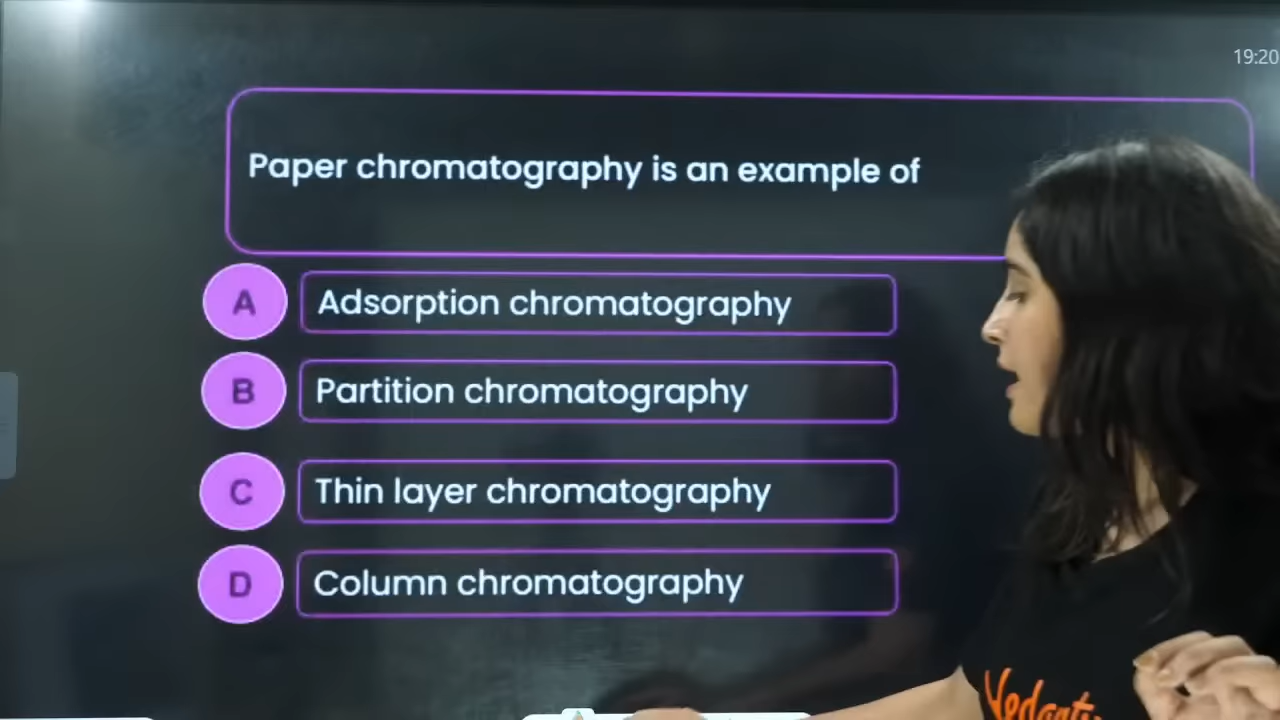 19:20
Paper chromatography is an example of
A Adsorption chromatography
B Partition chromatography
C Thin layer chromatography
D Column chromatography